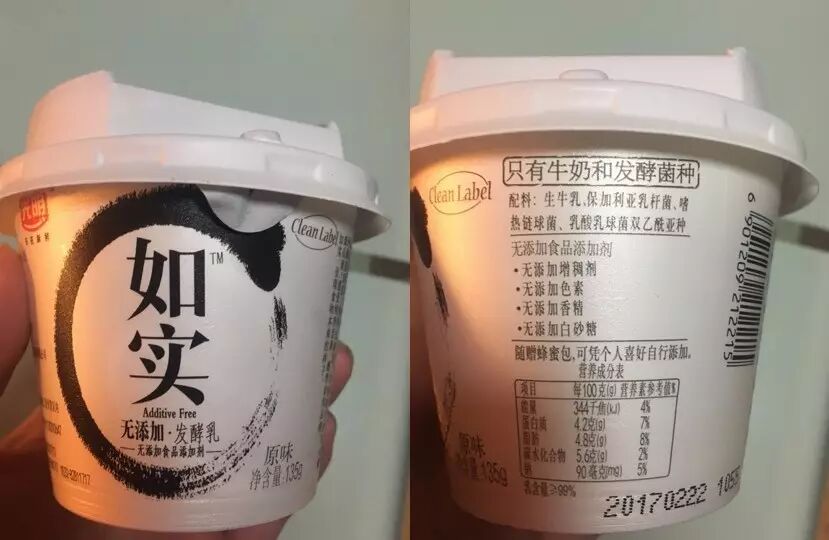 光明
如
实
TM
Clean Label
Additive Free
无添加·发酵乳
无添加食品添加剂
原味
净含量:135g
只有牛奶和发酵菌种
Clean Label
配料: 生牛乳、保加利亚乳杆菌、嗜
热链球菌、乳酸乳球菌双乙酰亚种
无添加食品添加剂
·无添加增稠剂
·无添加色素
·无添加香精
·无添加白砂糖
随赠蜂蜜包,可凭个人喜好自行添加。
营养成分表
项目 每100克(g) 营养素参考值%
能量 344千焦(kJ) 4%
蛋白质 4.2克(g) 7%
脂肪 4.8克(g) 8%
碳水化合物 5.6克(g) 2%
钠 90毫克(mg) 5%
乳含量≥99%
原味
135g
20170222
6 901209 212215